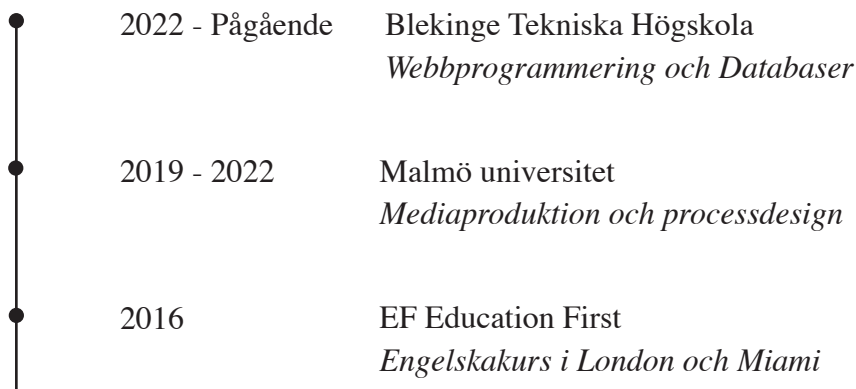 2022 - Pågående Blekinge Tekniska Högskola
Webbprogrammering och Databaser
2019 - 2022 Malmö universitet
Mediaproduktion och processdesign
2016 EF Education First
Engelskakurs i London och Miami